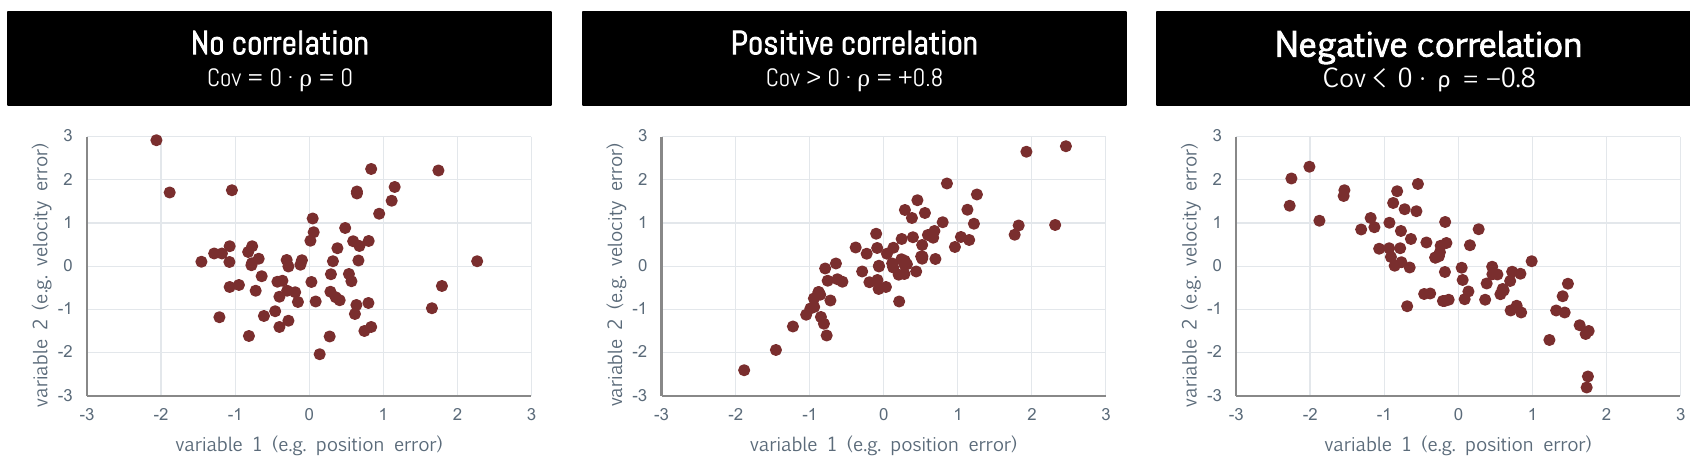 No correlation
Cov = 0 · ρ = 0
3
2
1
0
-1
-2
-3
-3 -2 -1 0 1 2 3
variable 2 (e.g. velocity error)
variable 1 (e.g. position error)
Positive correlation
Cov > 0 · ρ = +0.8
3
2
1
0
-1
-2
-3
-3 -2 -1 0 1 2 3
variable 2 (e.g. velocity error)
variable 1 (e.g. position error)
Negative correlation
Cov < 0 · ρ = −0.8
3
2
1
0
-1
-2
-3
-3 -2 -1 0 1 2 3
variable 2 (e.g. velocity error)
variable 1 (e.g. position error)